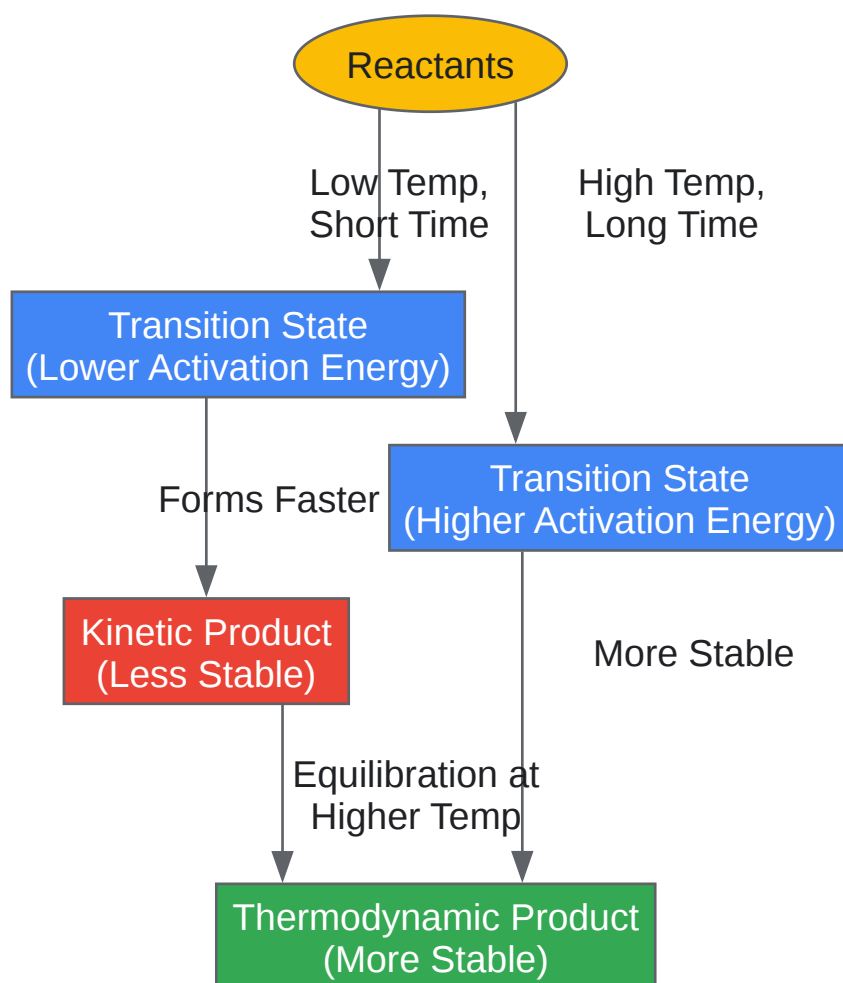 Reactants
Low Temp,
Short Time
High Temp,
Long Time
Transition State
(Lower Activation Energy)
Transition State
(Higher Activation Energy)
Forms Faster
Kinetic Product
(Less Stable)
More Stable
Equilibration at
Higher Temp
Thermodynamic Product
(More Stable)